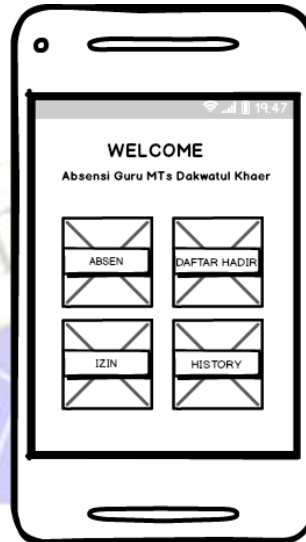 19:47
WELCOME
Absensi Guru MTs Dakwatul Khaer
ABSEN
DAFTAR HADIR
IZIN
HISTORY